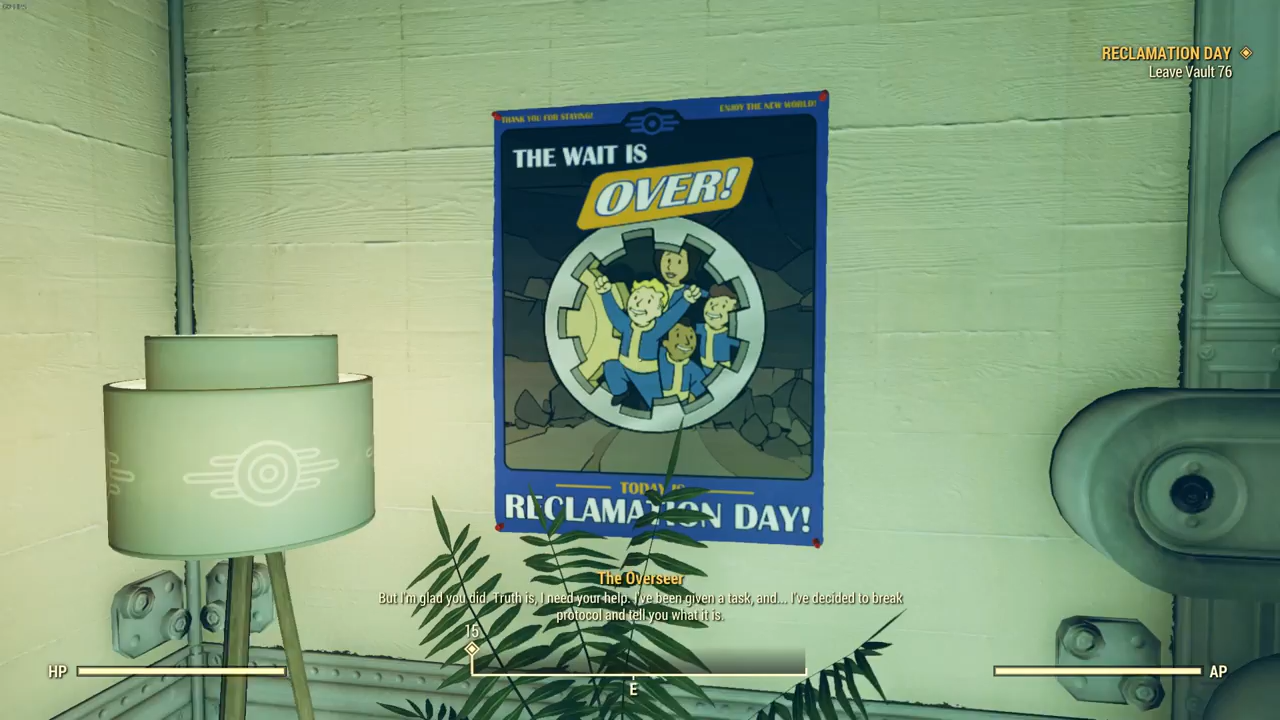 RECLAMATION DAY
Leave Vault 76
THANK YOU FOR STAYING!
ENJOY THE NEW WORLD!
THE WAIT IS
OVER!
TODAY IS
RECLAMATION DAY!
The Overseer
But I'm glad you did. Truth is, I need your help. I've been given a task, and... I've decided to break
protocol and tell you what it is.
15
HP
AP
E